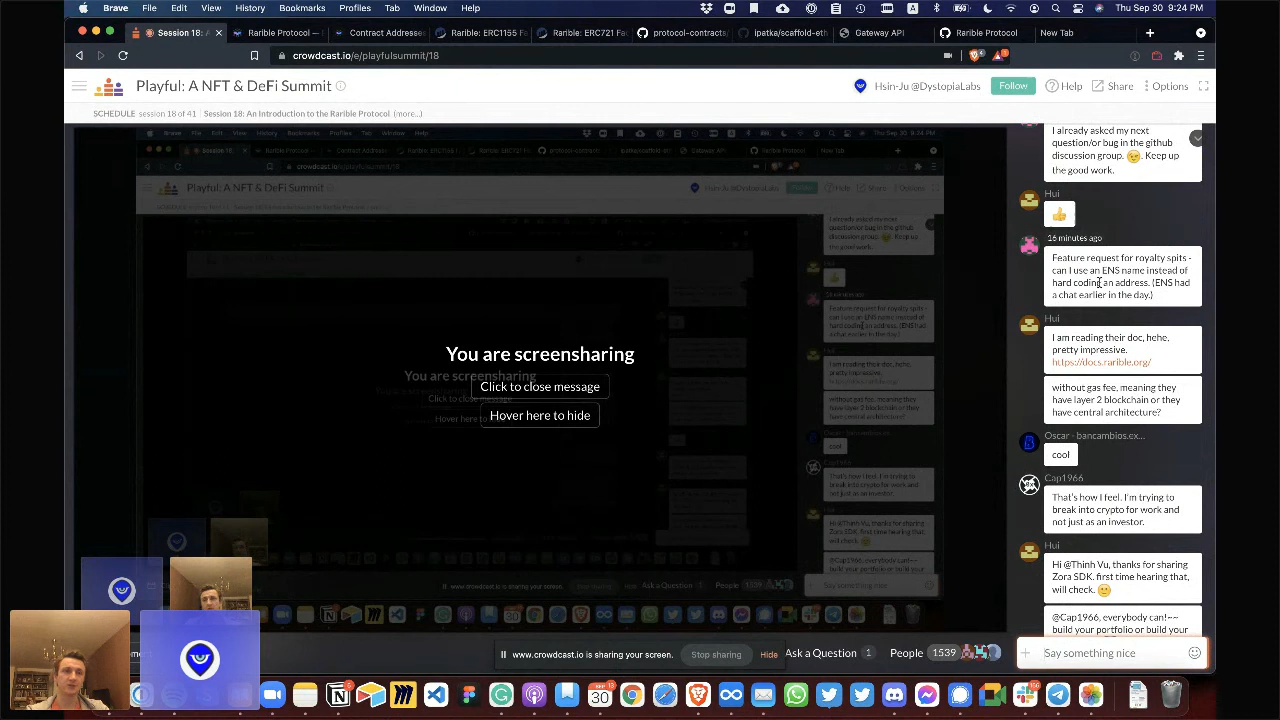 Brave File Edit View History Bookmarks Profiles Tab Window Help
Thu Sep 30 9:24 PM
Session 18: A
Rarible Protocol —
Contract Addresses
Rarible: ERC1155 Fa
Rarible: ERC721 Fa
protocol-contracts/
ipatka/scaffold-et
Gateway API
Rarible Protocol
New Tab
crowdcast.io/e/playfulsummit/18
Playful: A NFT & DeFi Summit
Hsin-Ju @DystopiaLabs
Follow
Help
Share
Options
SCHEDULE session 18 of 41 Session 18: An Introduction to the Rarible Protocol (more...)
I already asked my next
question/or bug in the github
discussion group. Keep up
the good work.
Hui
16 minutes ago
Feature request for royalty spits -
can I use an ENS name instead of
hard coding an address. (ENS had
a chat earlier in the day.)
Hui
I am reading their doc, hehe,
pretty impressive.
https://docs.rarible.org/
without gas fee, meaning they
have layer 2 blockchain or they
have central architecture?
Oscar - bancambios.ex...
cool
Cap1966
That's how I feel. I'm trying to
break into crypto for work and
not just as an investor.
Hui
Hi @Thinh Vu, thanks for sharing
Zora SDK. first time hearing that,
will check.
@Cap1966, everybody can!~~
build your portfolio or build your
Say something nice
You are screensharing
Click to close message
Hover here to hide
www.crowdcast.io is sharing your screen.
Stop sharing
Hide
Ask a Question 1
People 1539